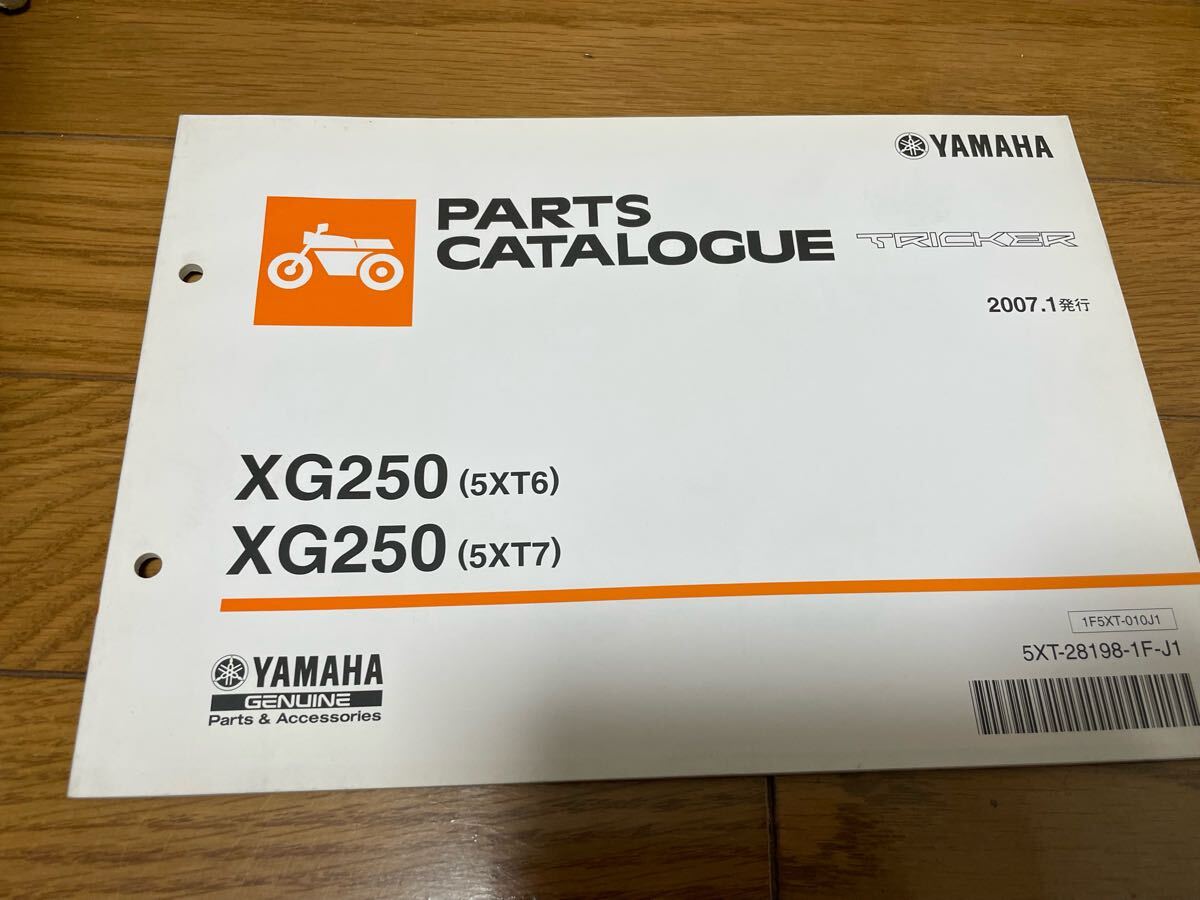 YAMAHA
PARTS
CATALOGUE
TRICKER
2007.1発行
XG250 (5XT6)
XG250 (5XT7)
1F5XT-010J1
5XT-28198-1F-J1
YAMAHA
GENUINE
Parts & Accessories